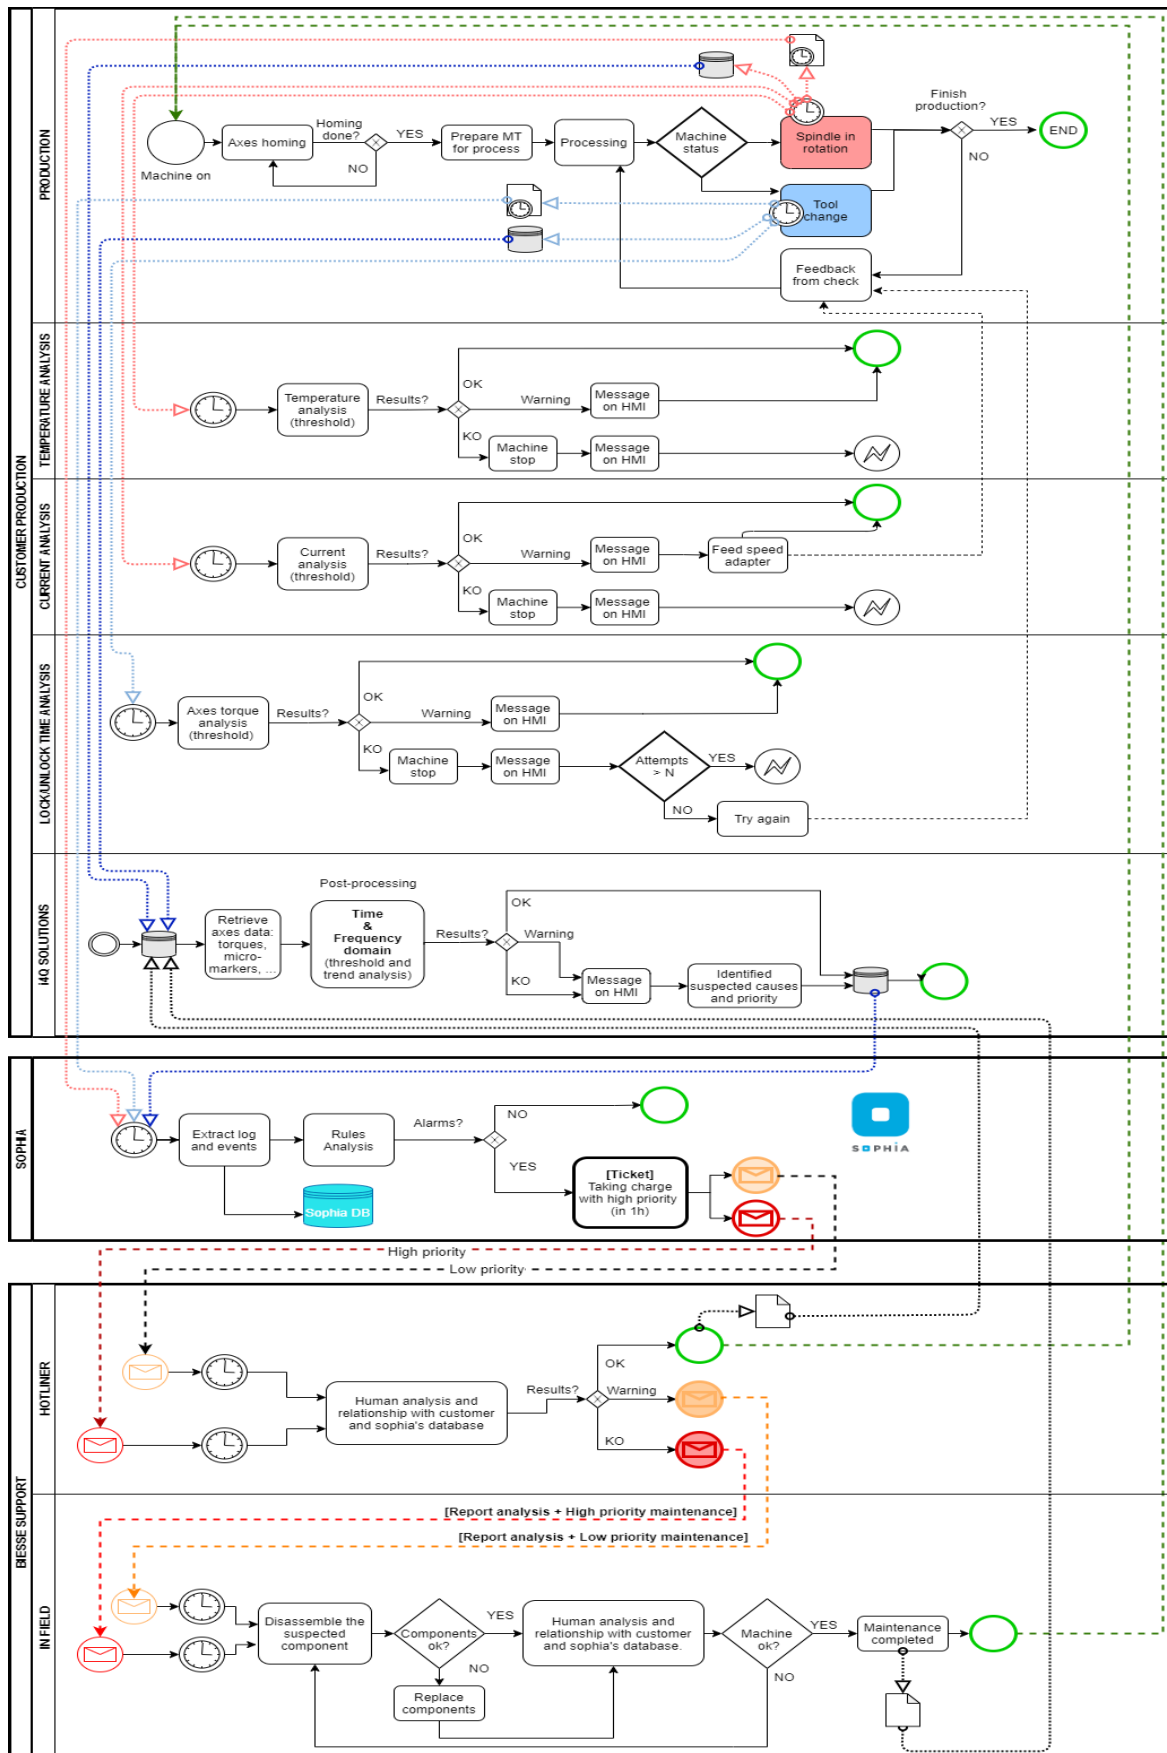 CUSTOMER PRODUCTION
PRODUCTION
Machine on
Axes homing
Homing
done?
YES
NO
Prepare MT
for process
Processing
Machine
status
Spindle in
rotation
Tool
change
Feedback
from check
Finish
production?
YES
NO
END
TEMPERATURE ANALYSIS
Temperature
analysis
(threshold)
Results?
OK
Warning
KO
Message
on HMI
Machine
stop
Message
on HMI
CURRENT ANALYSIS
Current
analysis
(threshold)
Results?
OK
Warning
KO
Message
on HMI
Feed speed
adapter
Machine
stop
Message
on HMI
LOCK/UNLOCK TIME ANALYSIS
Axes torque
analysis
(threshold)
Results?
OK
Warning
KO
Message
on HMI
Machine
stop
Message
on HMI
Attempts
> N
YES
NO
Try again
i4Q SOLUTIONS
Post-processing
Retrieve
axes data:
torques,
micro-
markers, ...
Time
&
Frequency
domain
(threshold and
trend analysis)
Results?
OK
Warning
KO
Message
on HMI
Identified
suspected causes
and priority
SOPHIA
Extract log
and events
Sophia DB
Rules
Analysis
Alarms?
NO
YES
[Ticket]
Taking charge
with high priority
(in 1h)
SOPHiA
High priority
Low priority
BIESSE SUPPORT
HOTLINER
Human analysis and
relationship with customer
and sophia's database
Results?
OK
Warning
KO
[Report analysis + High priority maintenance]
[Report analysis + Low priority maintenance]
IN FIELD
Disassemble the
suspected
component
Components
ok?
YES
NO
Replace
components
Human analysis and
relationship with customer
and sophia's database.
Machine
ok?
YES
NO
Maintenance
completed